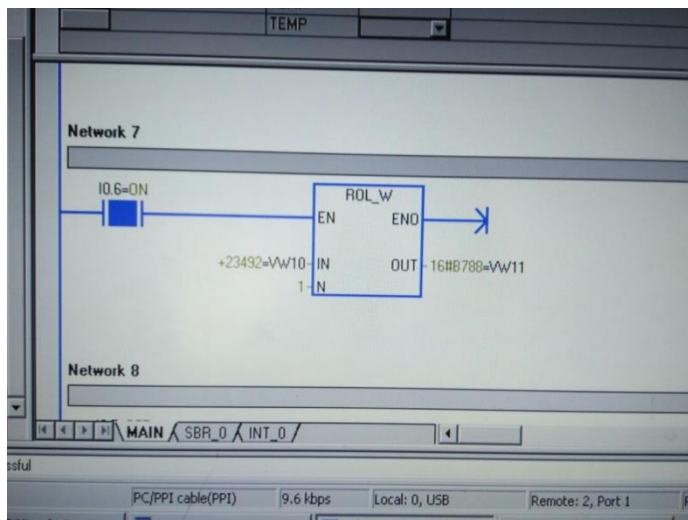 TEMP
Network 7
I0.6=ON
ROL_W
EN ENO
+23492=VW10 IN OUT 16#B788=VW11
1 N
Network 8
MAIN SBR_0 INT_0
ssful
PC/PPI cable(PPI) 9.6 kbps Local: 0, USB Remote: 2, Port 1